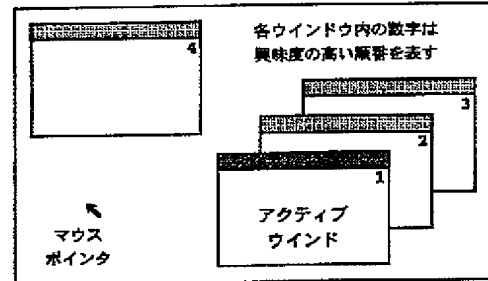 各ウインドウ内の数字は
興味度の高い順番を表す
4
3
2
1
アクティブ
ウインド
マウス
ポインタ